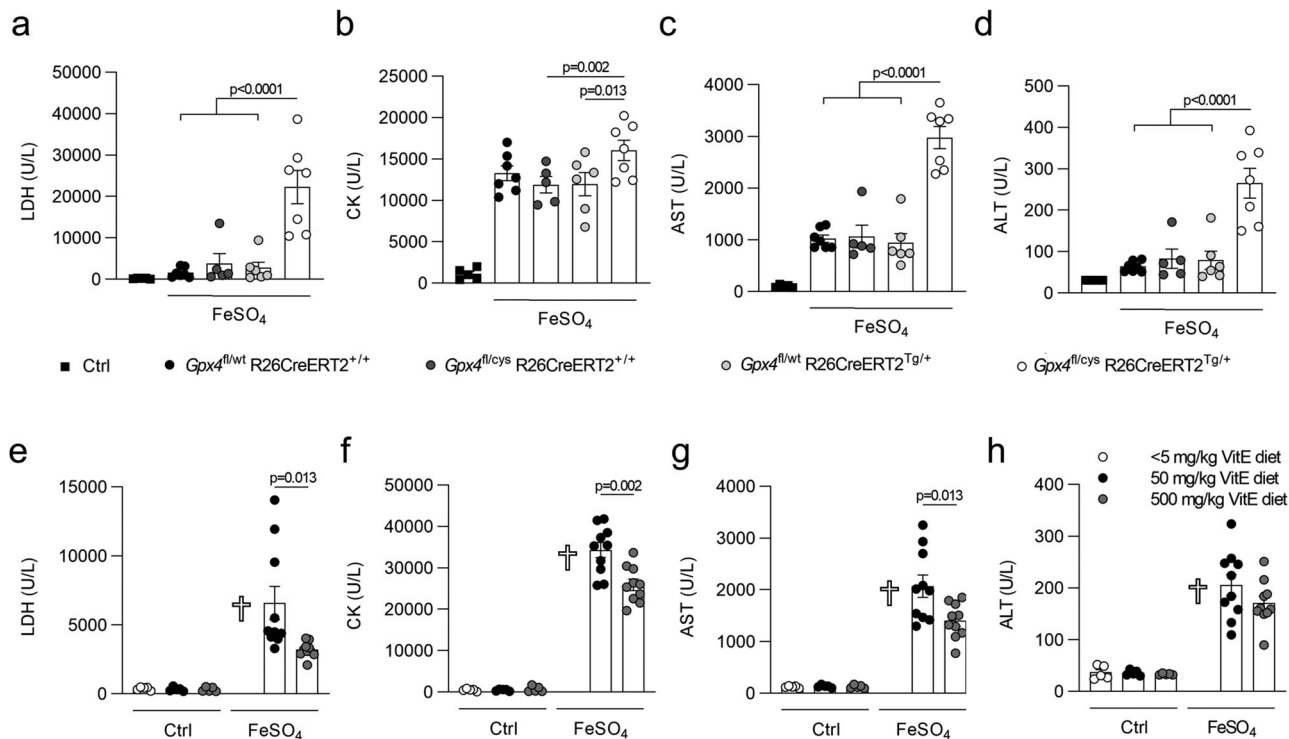 a
b
c
d
LDH (U/L)
50000
40000
30000
20000
10000
0
p<0.0001
FeSO4
CK (U/L)
25000
20000
15000
10000
5000
0
p=0.002
p=0.013
FeSO4
AST (U/L)
4000
3000
2000
1000
0
p<0.0001
FeSO4
ALT (U/L)
500
400
300
200
100
0
p<0.0001
FeSO4
Ctrl
Gpx4fl/wt R26CreERT2+/+
Gpx4fl/cys R26CreERT2+/+
Gpx4fl/wt R26CreERT2Tg/+
Gpx4fl/cys R26CreERT2Tg/+
e
f
g
h
LDH (U/L)
15000
10000
5000
0
p=0.013
Ctrl
FeSO4
CK (U/L)
50000
40000
30000
20000
10000
0
p=0.002
Ctrl
FeSO4
AST (U/L)
4000
3000
2000
1000
0
p=0.013
Ctrl
FeSO4
ALT (U/L)
400
300
200
100
0
<5 mg/kg VitE diet
50 mg/kg VitE diet
500 mg/kg VitE diet
Ctrl
FeSO4